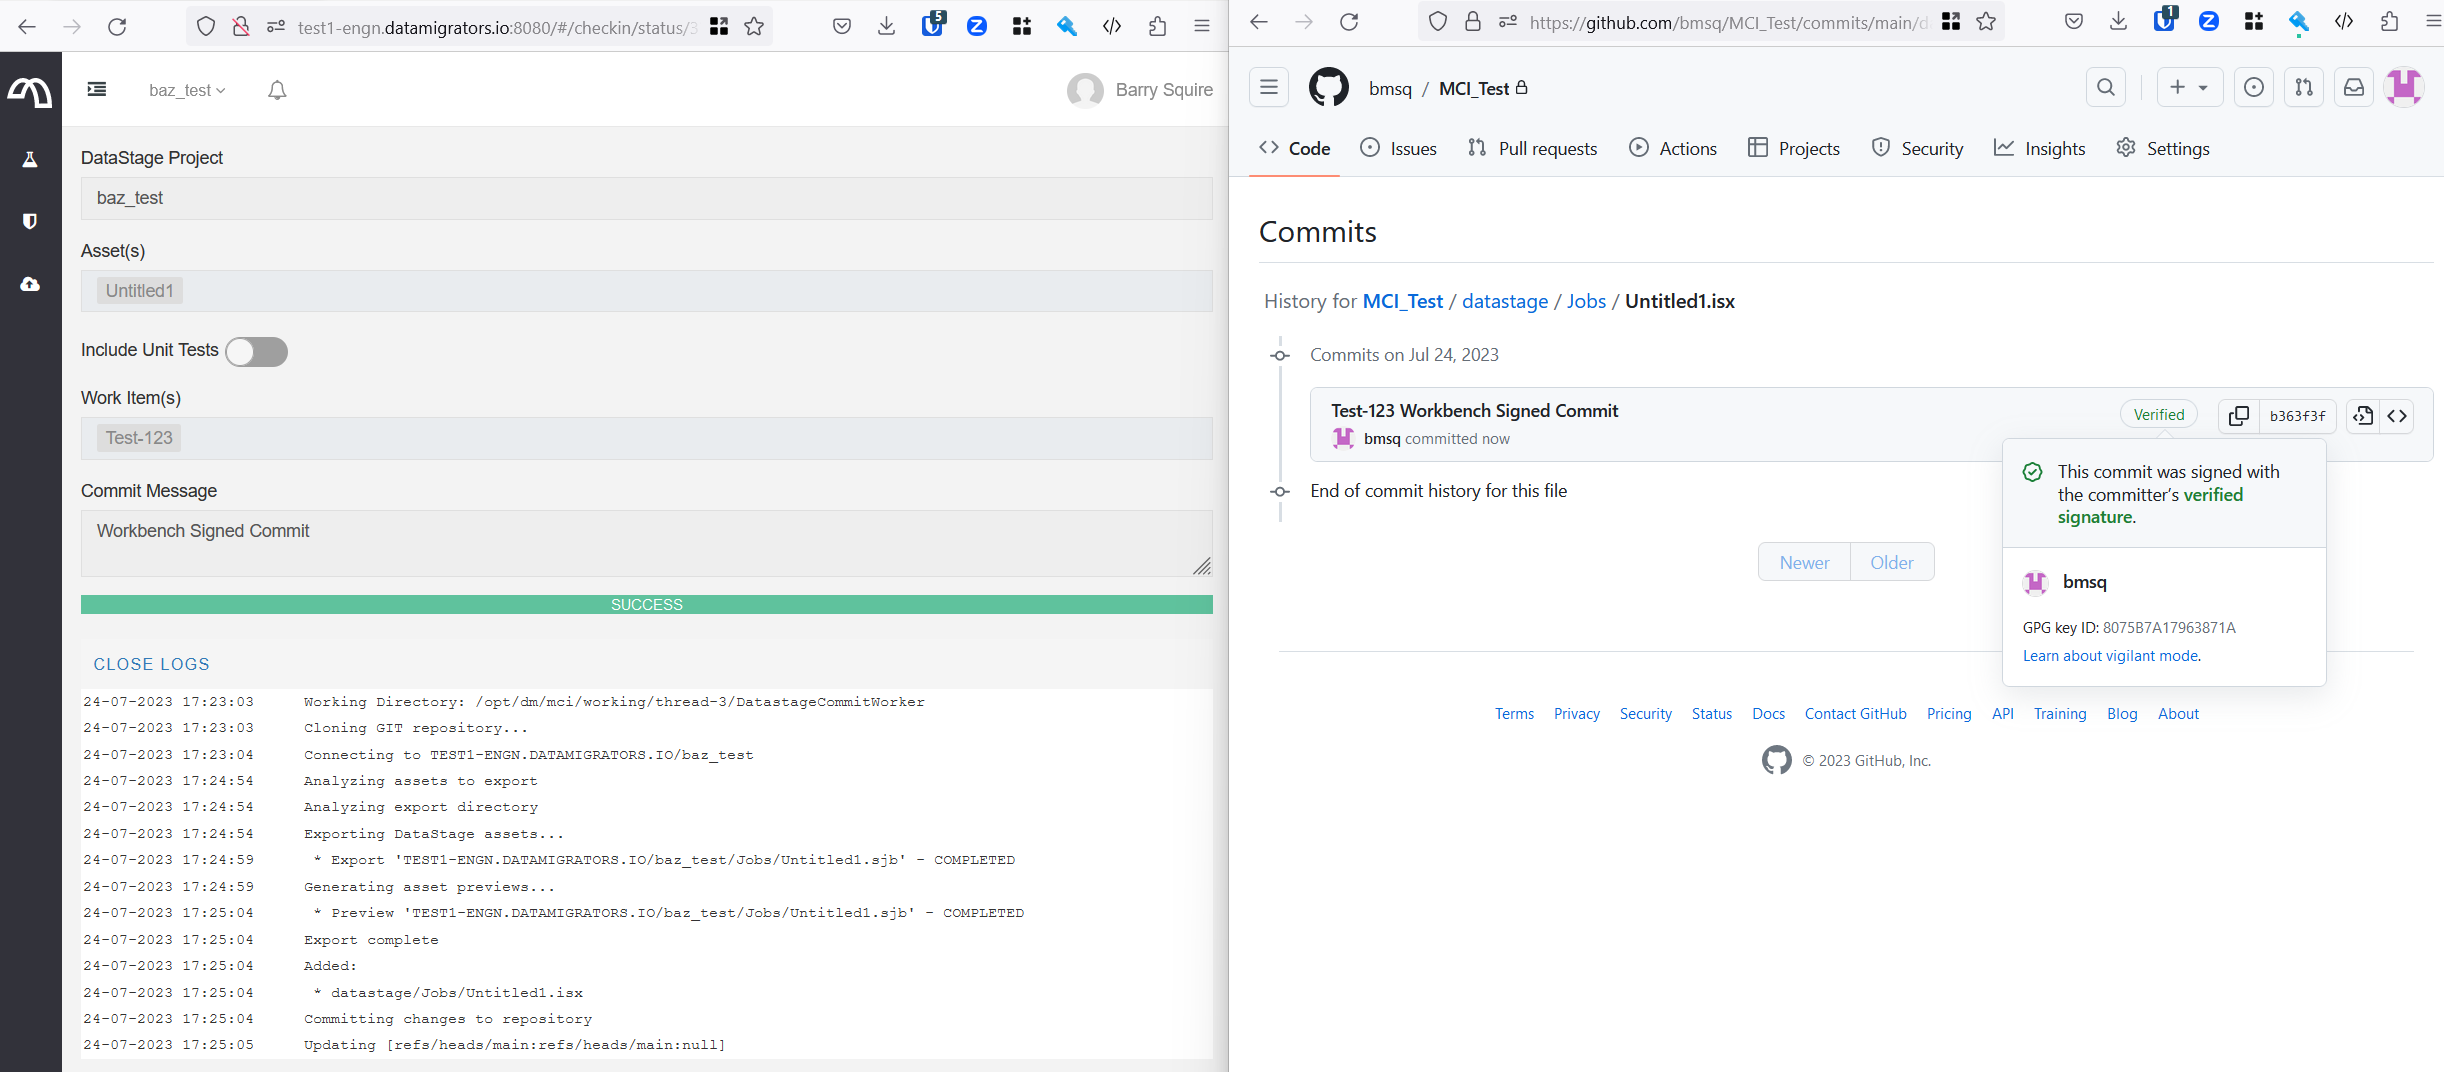 test1-engn.datamigrators.io:8080/#/checkin/status/3
5
baz_test
Barry Squire
DataStage Project
baz_test
Asset(s)
Untitled1
Include Unit Tests
Work Item(s)
Test-123
Commit Message
Workbench Signed Commit
SUCCESS
CLOSE LOGS
24-07-2023 17:23:03 Working Directory: /opt/dm/mci/working/thread-3/DatastageCommitWorker
24-07-2023 17:23:03 Cloning GIT repository...
24-07-2023 17:23:04 Connecting to TEST1-ENGN.DATAMIGRATORS.IO/baz_test
24-07-2023 17:24:54 Analyzing assets to export
24-07-2023 17:24:54 Analyzing export directory
24-07-2023 17:24:54 Exporting DataStage assets...
24-07-2023 17:24:59 * Export 'TEST1-ENGN.DATAMIGRATORS.IO/baz_test/Jobs/Untitled1.sjb' - COMPLETED
24-07-2023 17:24:59 Generating asset previews...
24-07-2023 17:25:04 * Preview 'TEST1-ENGN.DATAMIGRATORS.IO/baz_test/Jobs/Untitled1.sjb' - COMPLETED
24-07-2023 17:25:04 Export complete
24-07-2023 17:25:04 Added:
24-07-2023 17:25:04 * datastage/Jobs/Untitled1.isx
24-07-2023 17:25:04 Committing changes to repository
24-07-2023 17:25:05 Updating [refs/heads/main:refs/heads/main:null]
https://github.com/bmsq/MCI_Test/commits/main/d
1
bmsq / MCI_Test
Code Issues Pull requests Actions Projects Security Insights Settings
Commits
History for MCI_Test / datastage / Jobs / Untitled1.isx
Commits on Jul 24, 2023
Test-123 Workbench Signed Commit
bmsq committed now
Verified
b363f3f
This commit was signed with
the committer's verified
signature.
bmsq
GPG key ID: 8075B7A17963871A
Learn about vigilant mode.
End of commit history for this file
Newer Older
Terms Privacy Security Status Docs Contact GitHub Pricing API Training Blog About
© 2023 GitHub, Inc.